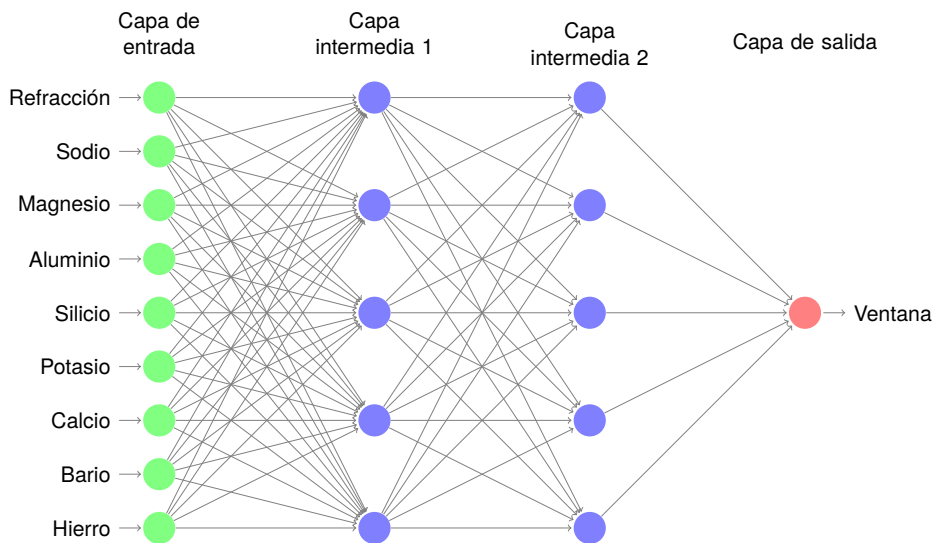 Capa de
entrada
Capa
intermedia 1
Capa
intermedia 2
Capa de salida
Refracción
Sodio
Magnesio
Aluminio
Silicio
Potasio
Calcio
Bario
Hierro
Ventana